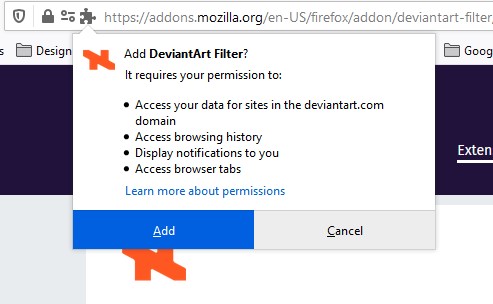 https://addons.mozilla.org/en-US/firefox/addon/deviantart-filter/
Design
Goog
Add DeviantArt Filter?
It requires your permission to:
Access your data for sites in the deviantart.com
domain
Access browsing history
Display notifications to you
Access browser tabs
Learn more about permissions
Exten
Add
Cancel